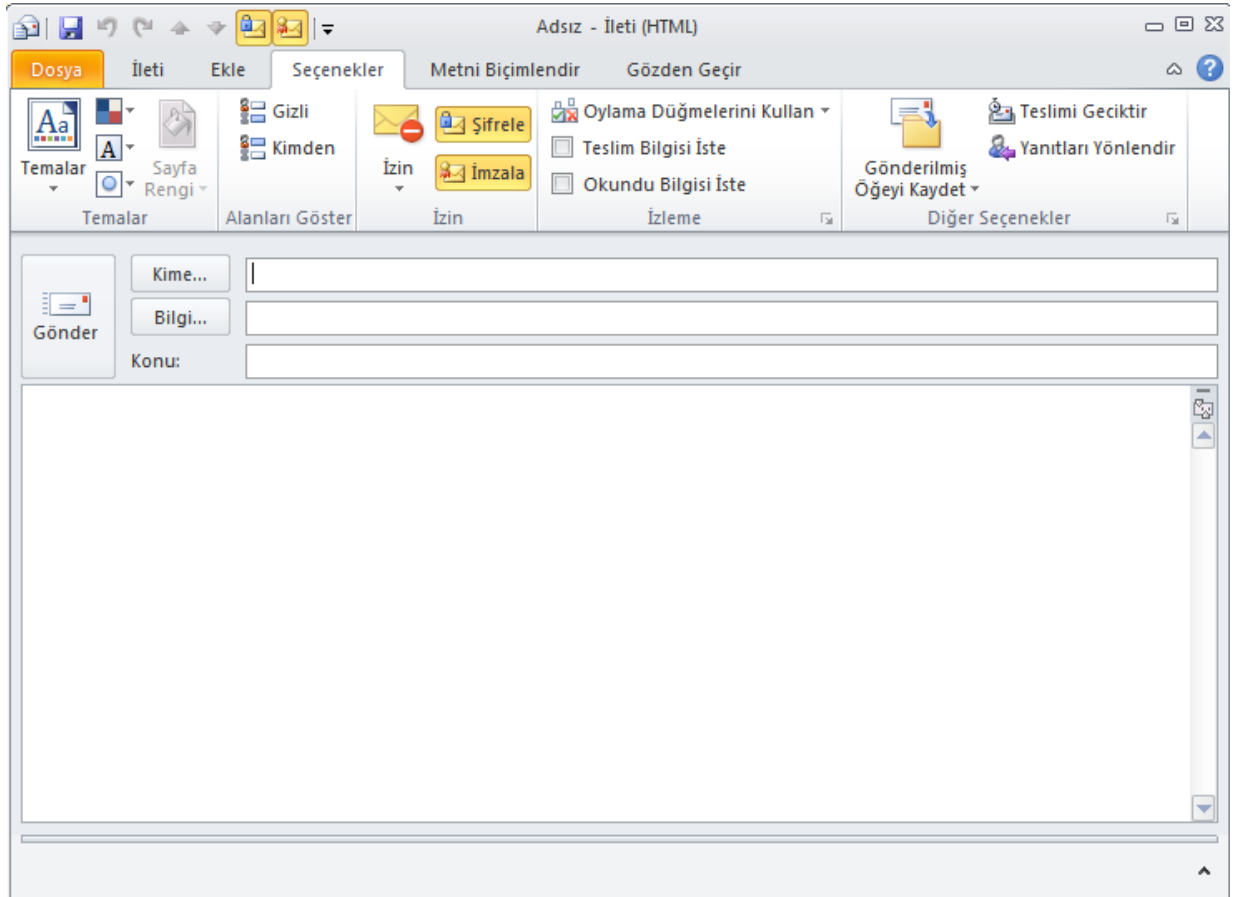 Adsız - İleti (HTML)
Dosya İleti Ekle Seçenekler Metni Biçimlendir Gözden Geçir
Aa Gizli Şifrele Oylama Düğmelerini Kullan Teslimi Geciktir
A Kimden Teslim Bilgisi İste Yanıtları Yönlendir
Temalar Sayfa Rengi İzin İmzala Okundu Bilgisi İste Gönderilmiş Öğeyi Kaydet
Temalar Alanları Göster İzin İzleme Diğer Seçenekler
Kime...
Bilgi...
Gönder
Konu: